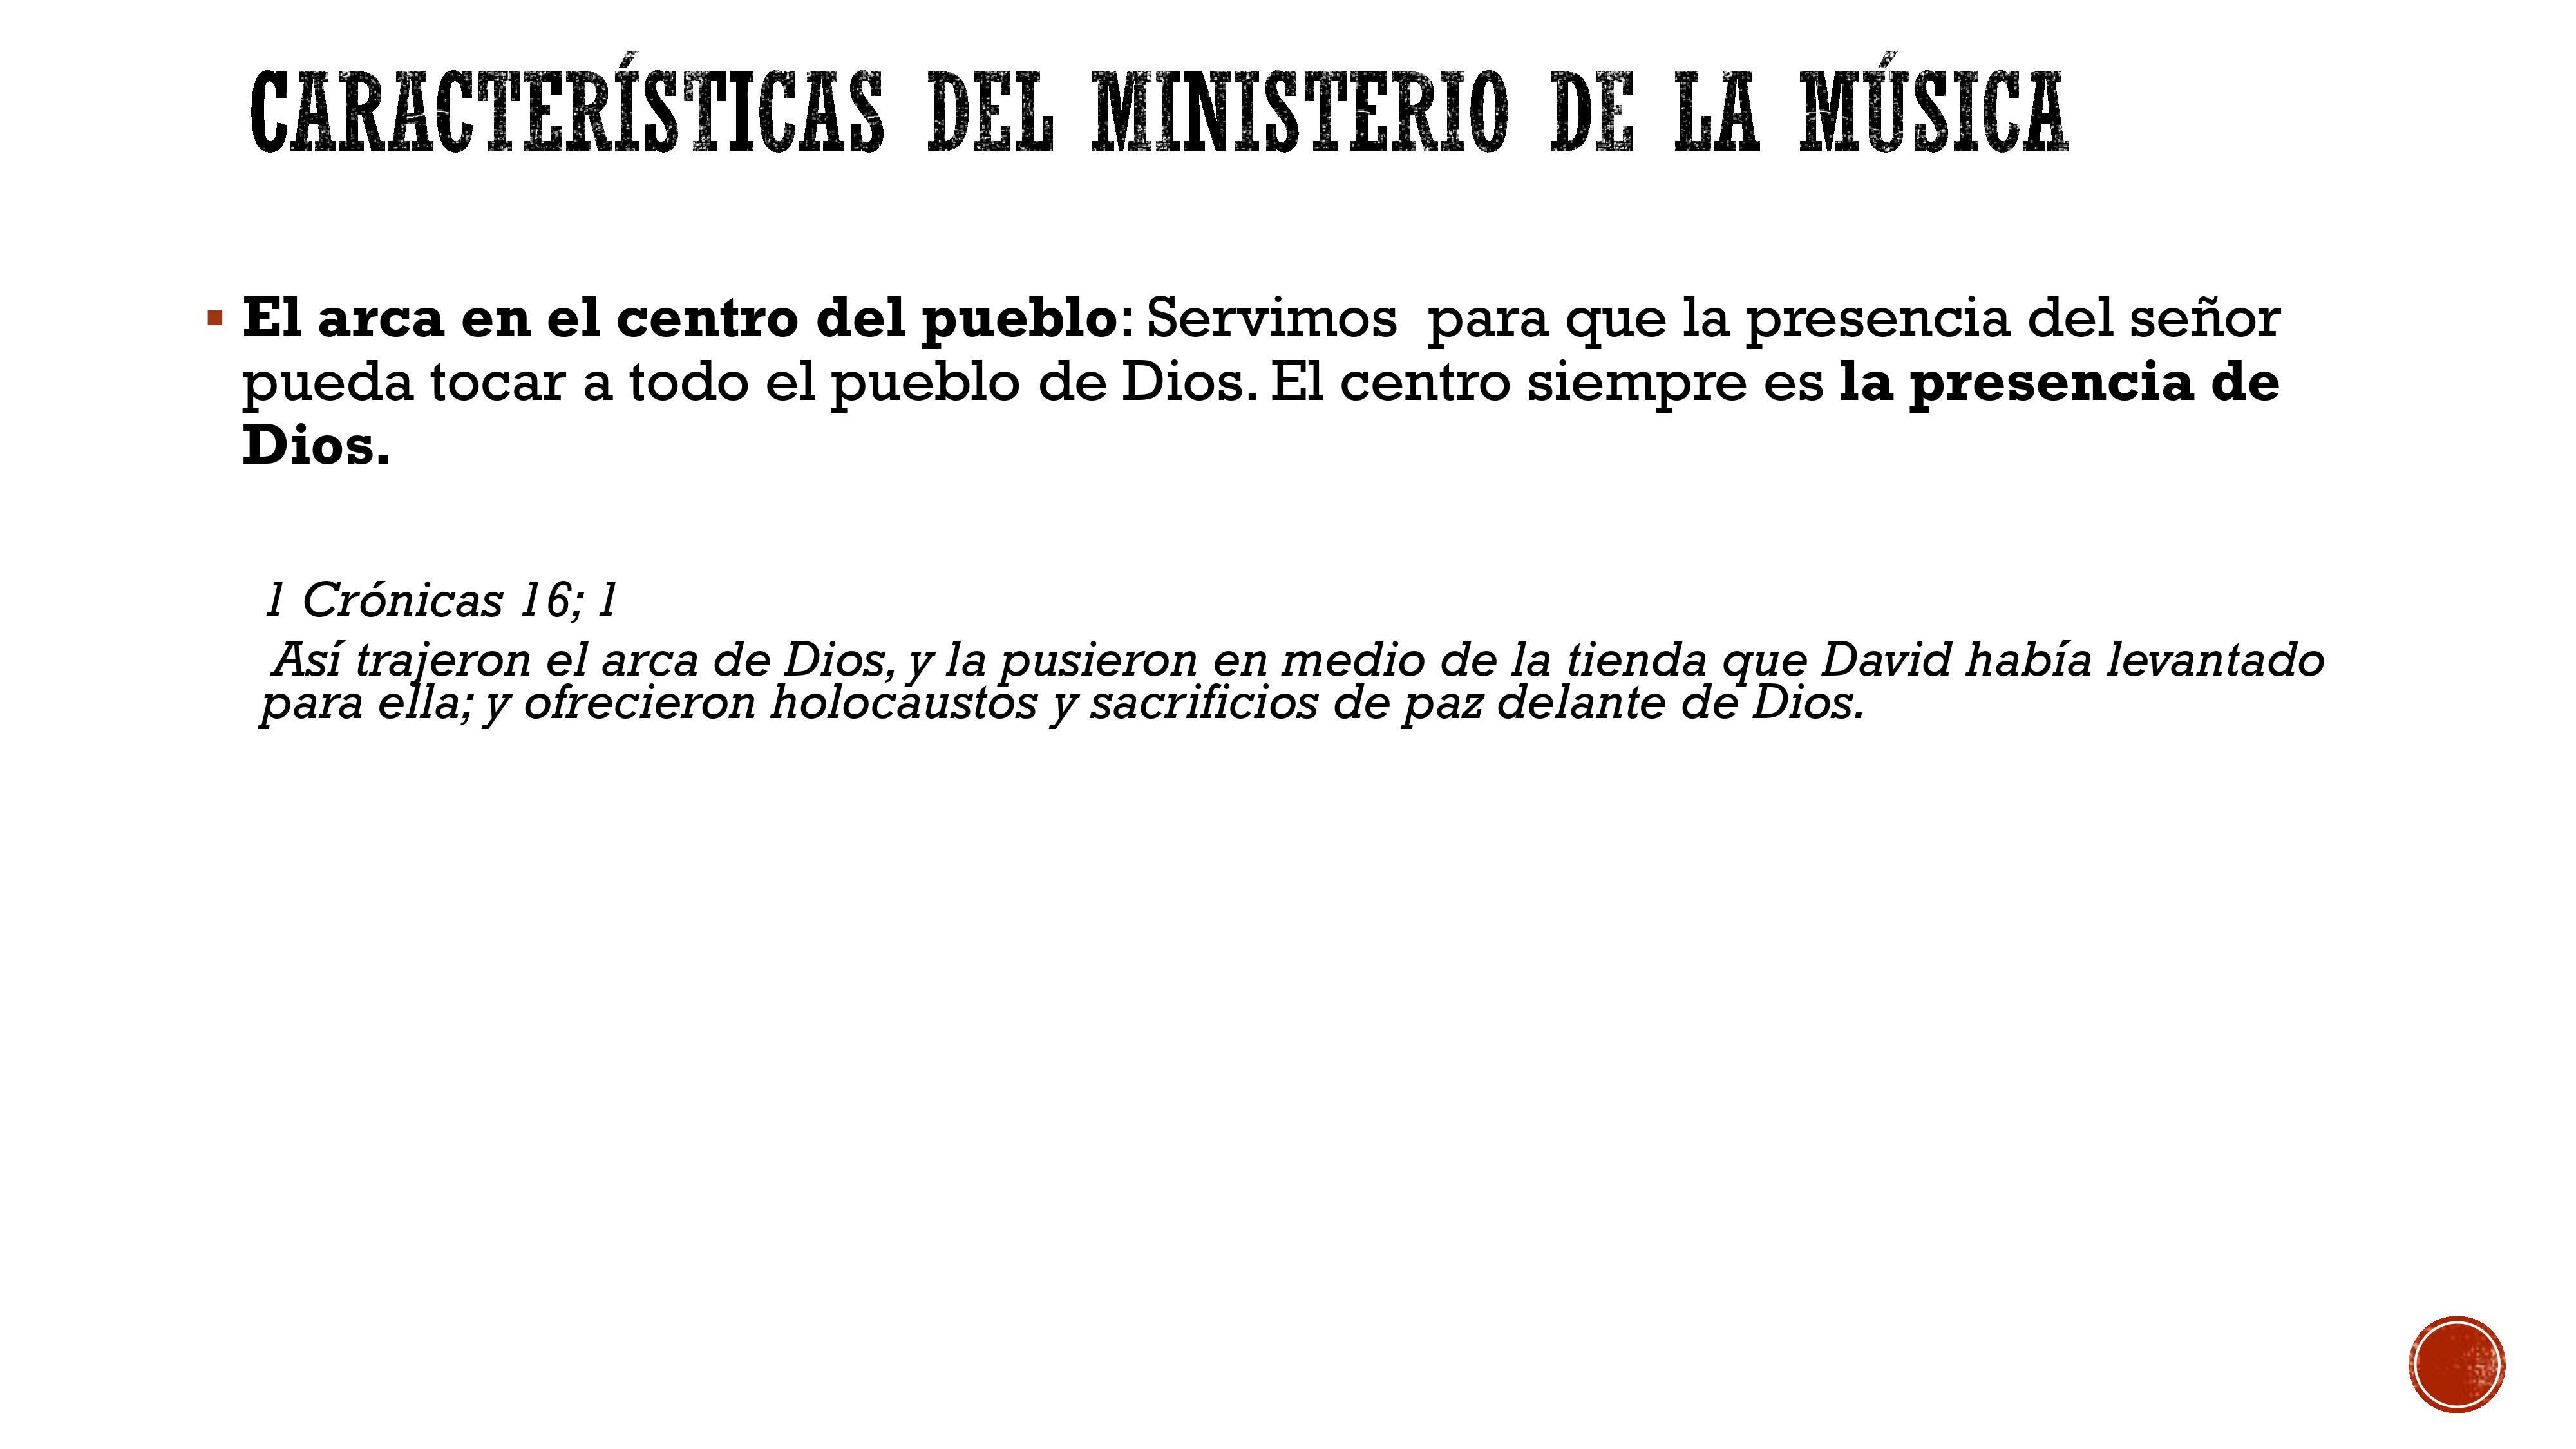 CARACTERÍSTICAS DEL MINISTERIO DE LA MÚSICA
▪ El arca en el centro del pueblo: Servimos  para que la presencia del señor
pueda tocar a todo el pueblo de Dios. El centro siempre es la presencia de
Dios.
1 Crónicas 16; 1
Así trajeron el arca de Dios, y la pusieron en medio de la tienda que David había levantado
para ella; y ofrecieron holocaustos y sacrificios de paz delante de Dios.